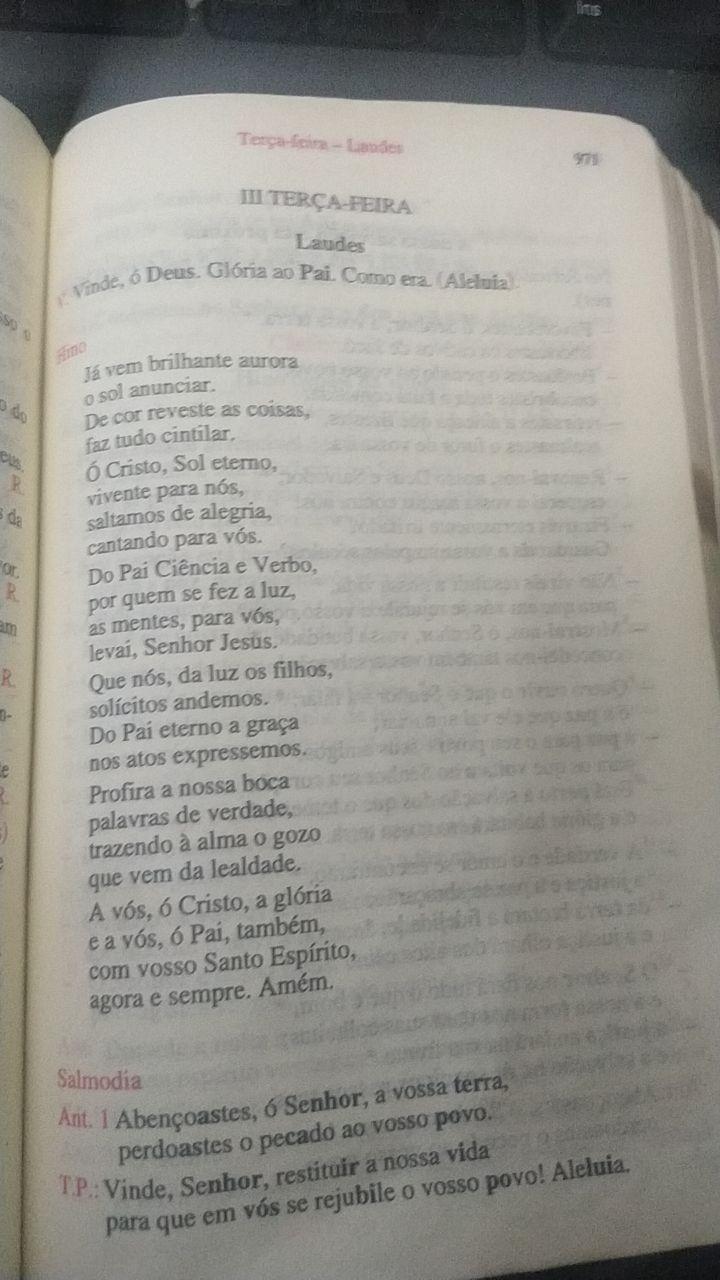 Terça-feira – Laudes 971
III TERÇA-FEIRA
Laudes
Vinde, ó Deus. Glória ao Pai. Como era. (Aleluia).
Hino
Já vem brilhante aurora
o sol anunciar.
De cor reveste as coisas,
faz tudo cintilar.
Ó Cristo, Sol eterno,
vivente para nós,
saltamos de alegria,
cantando para vós.
Do Pai Ciência e Verbo,
por quem se fez a luz,
as mentes, para vós,
levai, Senhor Jesus.
Que nós, da luz os filhos,
solícitos andemos.
Do Pai eterno a graça
nos atos expressemos.
Profira a nossa boca
palavras de verdade,
trazendo à alma o gozo
que vem da lealdade.
A vós, ó Cristo, a glória
e a vós, ó Pai, também,
com vosso Santo Espírito,
agora e sempre. Amém.
Salmodia
Ant. 1 Abençoastes, ó Senhor, a vossa terra,
perdoastes o pecado ao vosso povo.
T.P.: Vinde, Senhor, restituir a nossa vida
para que em vós se rejubile o vosso povo! Aleluia.